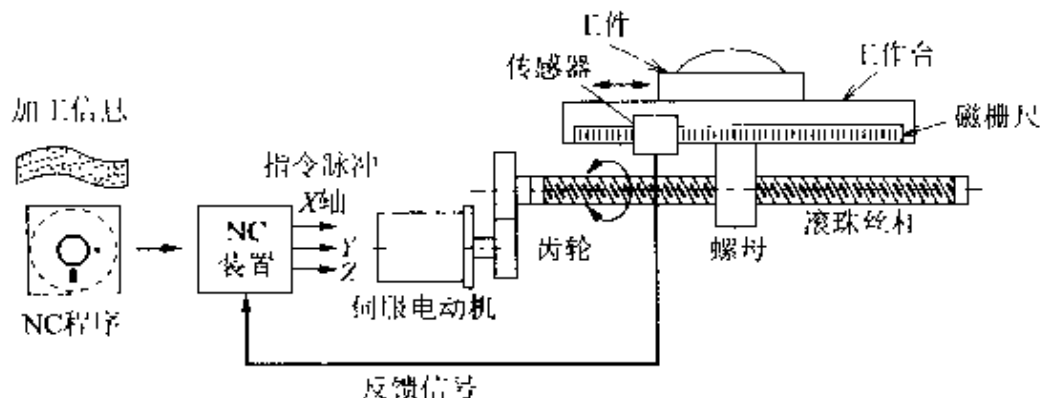 工件
传感器
工作台
加工信息
磁栅尺
指令脉冲
X轴
NC
装置
Y
Z
齿轮
螺母
滚珠丝杠
伺服电动机
NC程序
反馈信号